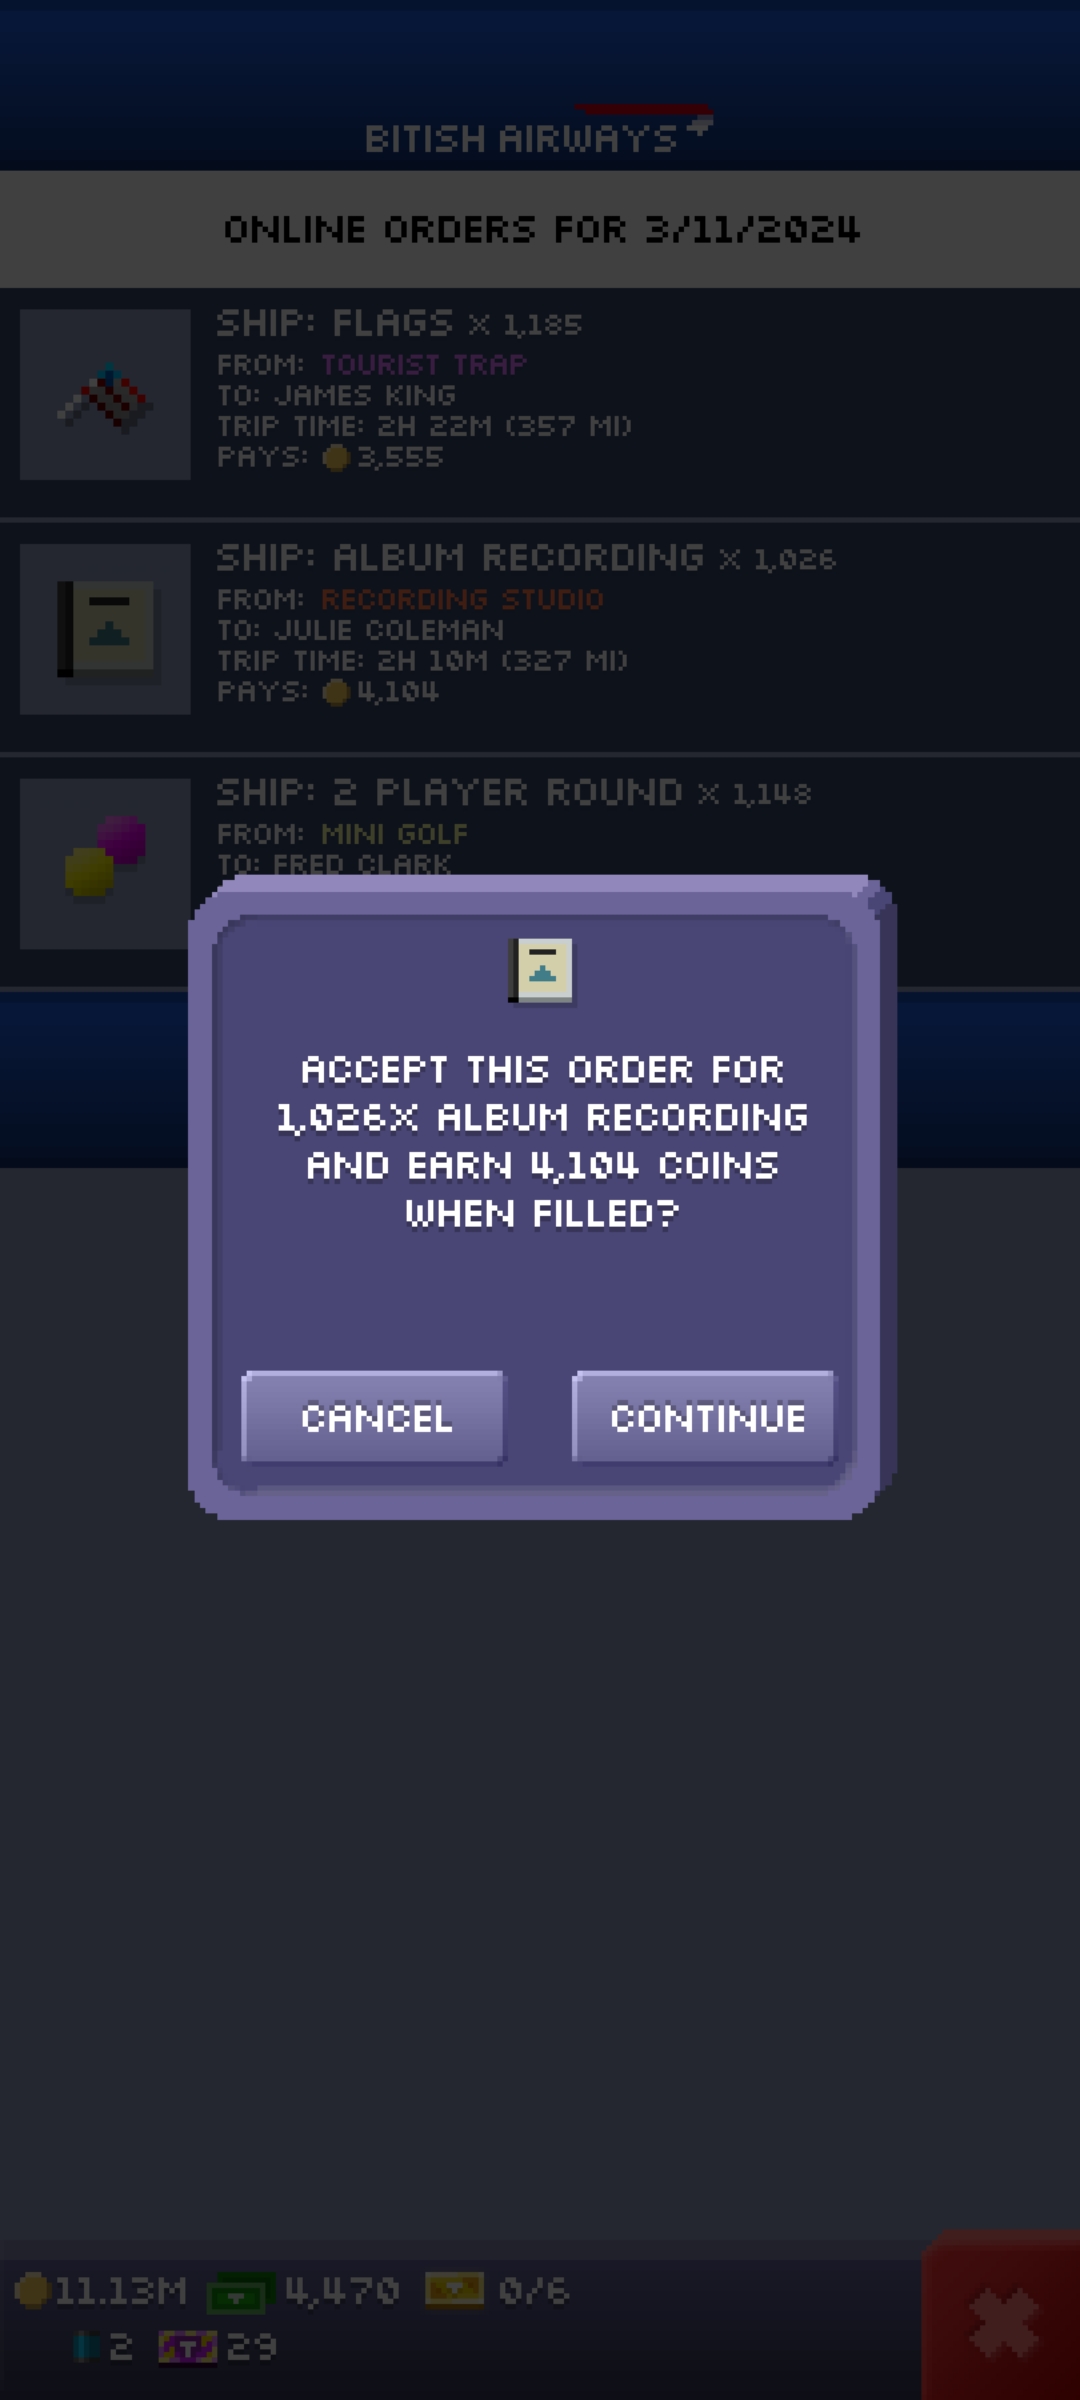 BITISH AIRWAYS
ONLINE ORDERS FOR 3/11/2024
SHIP: FLAGS X 1,185
FROM: TOURIST TRAP
TO: JAMES KING
TRIP TIME: 2H 22M (357 MI)
PAYS: 3,555
SHIP: ALBUM RECORDING X 1,026
FROM: RECORDING STUDIO
TO: JULIE COLEMAN
TRIP TIME: 2H 10M (327 MI)
PAYS: 4,104
SHIP: 2 PLAYER ROUND X 1,148
FROM: MINI GOLF
TO: FRED CLARK
ACCEPT THIS ORDER FOR
1,026X ALBUM RECORDING
AND EARN 4,104 COINS
WHEN FILLED?
CANCEL CONTINUE
11.13M 4,470 0/6
2 29